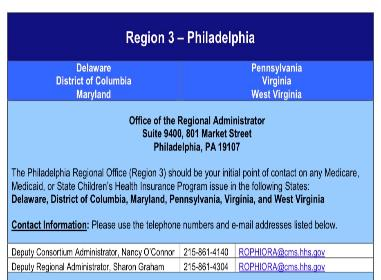 Region 3 – Philadelphia
Delaware Pennsylvania
District of Columbia Virginia
Maryland West Virginia
Office of the Regional Administrator
Suite 9400, 801 Market Street
Philadelphia, PA 19107
The Philadelphia Regional Office (Region 3) should be your initial point of contact on any Medicare,
Medicaid, or State Children's Health Insurance Program issue in the following States:
Delaware, District of Columbia, Maryland, Pennsylvania, Virginia, and West Virginia
Contact Information: Please use the telephone numbers and e-mail addresses listed below.
Deputy Consortium Administrator, Nancy O'Connor 215-861-4140 ROPHIORA@cms.hhs.gov
Deputy Regional Administrator, Sharon Graham 215-861-4304 ROPHIORA@cms.hhs.gov